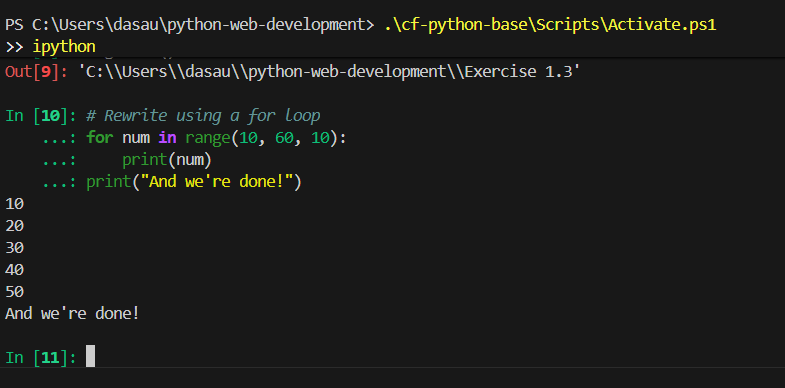 PS C:\Users\dasau\python-web-development> .\cf-python-base\Scripts\Activate.ps1
>> ipython
Out[9]: 'C:\\Users\\dasau\\python-web-development\\Exercise 1.3'
In [10]: # Rewrite using a for loop
    ...: for num in range(10, 60, 10):
    ...:     print(num)
    ...: print("And we're done!")
10
20
30
40
50
And we're done!
In [11]: